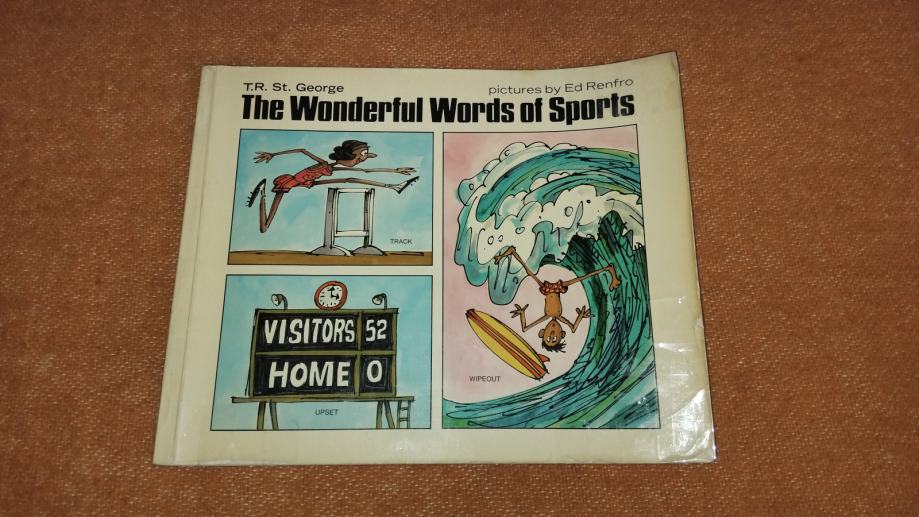 T.R. St. George
pictures by Ed Renfro
The Wonderful Words of Sports
TRACK
VISITORS 52
HOME 0
UPSET
WIPEOUT